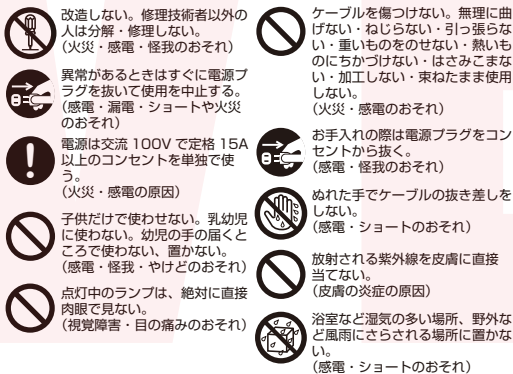 改造しない。修理技術者以外の
人は分解・修理しない。
(火災・感電・怪我のおそれ)
異常があるときはすぐに電源プ
ラグを抜いて使用を中止する。
(感電・漏電・ショートや火災
のおそれ)
電源は交流 100V で定格 15A
以上のコンセントを単独で使
う。
(火災・感電の原因)
子供だけで使わせない。乳幼児
に使わない。幼児の手の届くと
ころで使わない、置かない。
(感電・怪我・やけどのおそれ)
点灯中のランプは、絶対に直接
肉眼で見ない。
(視覚障害・目の痛みのおそれ)
ケーブルを傷つけない。無理に曲
げない・ねじらない・引っ張らな
い・重いものをのせない・熱いも
のにちかづけない・はさみこまな
い・加工しない・束ねたまま使用
しない。
(火災・感電のおそれ)
お手入れの際は電源プラグをコン
セントから抜く。
(感電・怪我のおそれ)
ぬれた手でケーブルの抜き差しを
しない。
(感電・ショートのおそれ)
放射される紫外線を皮膚に直接
当てない。
(皮膚の炎症の原因)
浴室など湿気の多い場所、野外な
ど風雨にさらされる場所に置かな
い。
(感電・ショートのおそれ)